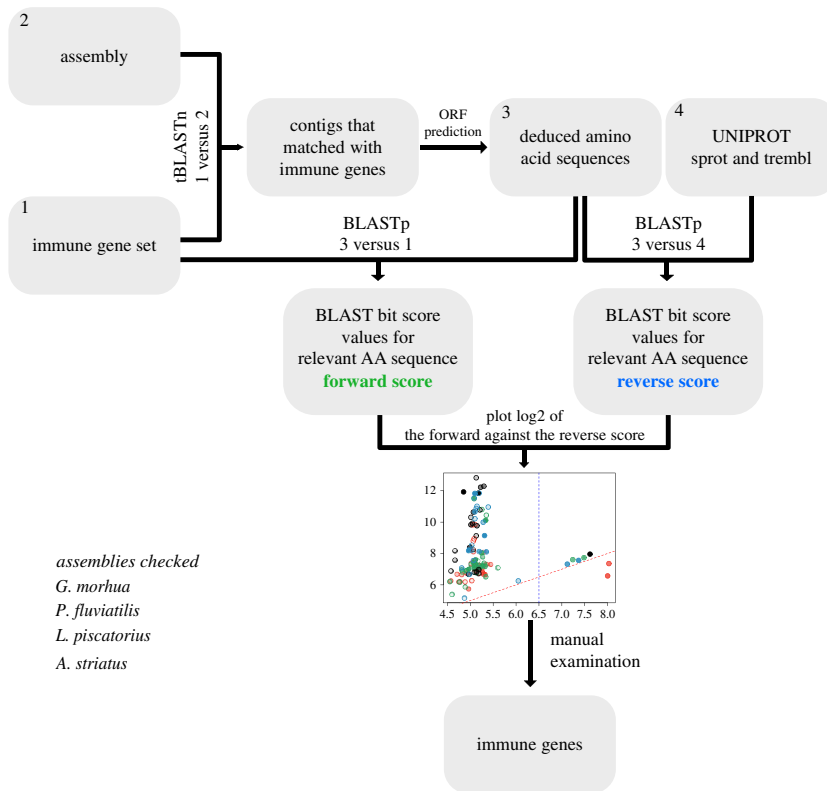 2
assembly
tBLASTn
1 versus 2
1
immune gene set
contigs that
matched with
immune genes
ORF
prediction
3
deduced amino
acid sequences
4
UNIPROT
sprot and trembl
BLASTp
3 versus 1
BLASTp
3 versus 4
BLAST bit score
values for
relevant AA sequence
forward score
BLAST bit score
values for
relevant AA sequence
reverse score
plot log2 of
the forward against the reverse score
12
10
8
6
4.5 5.0 5.5 6.0 6.5 7.0 7.5 8.0
assemblies checked
G. morhua
P. fluviatilis
L. piscatorius
A. striatus
manual
examination
immune genes